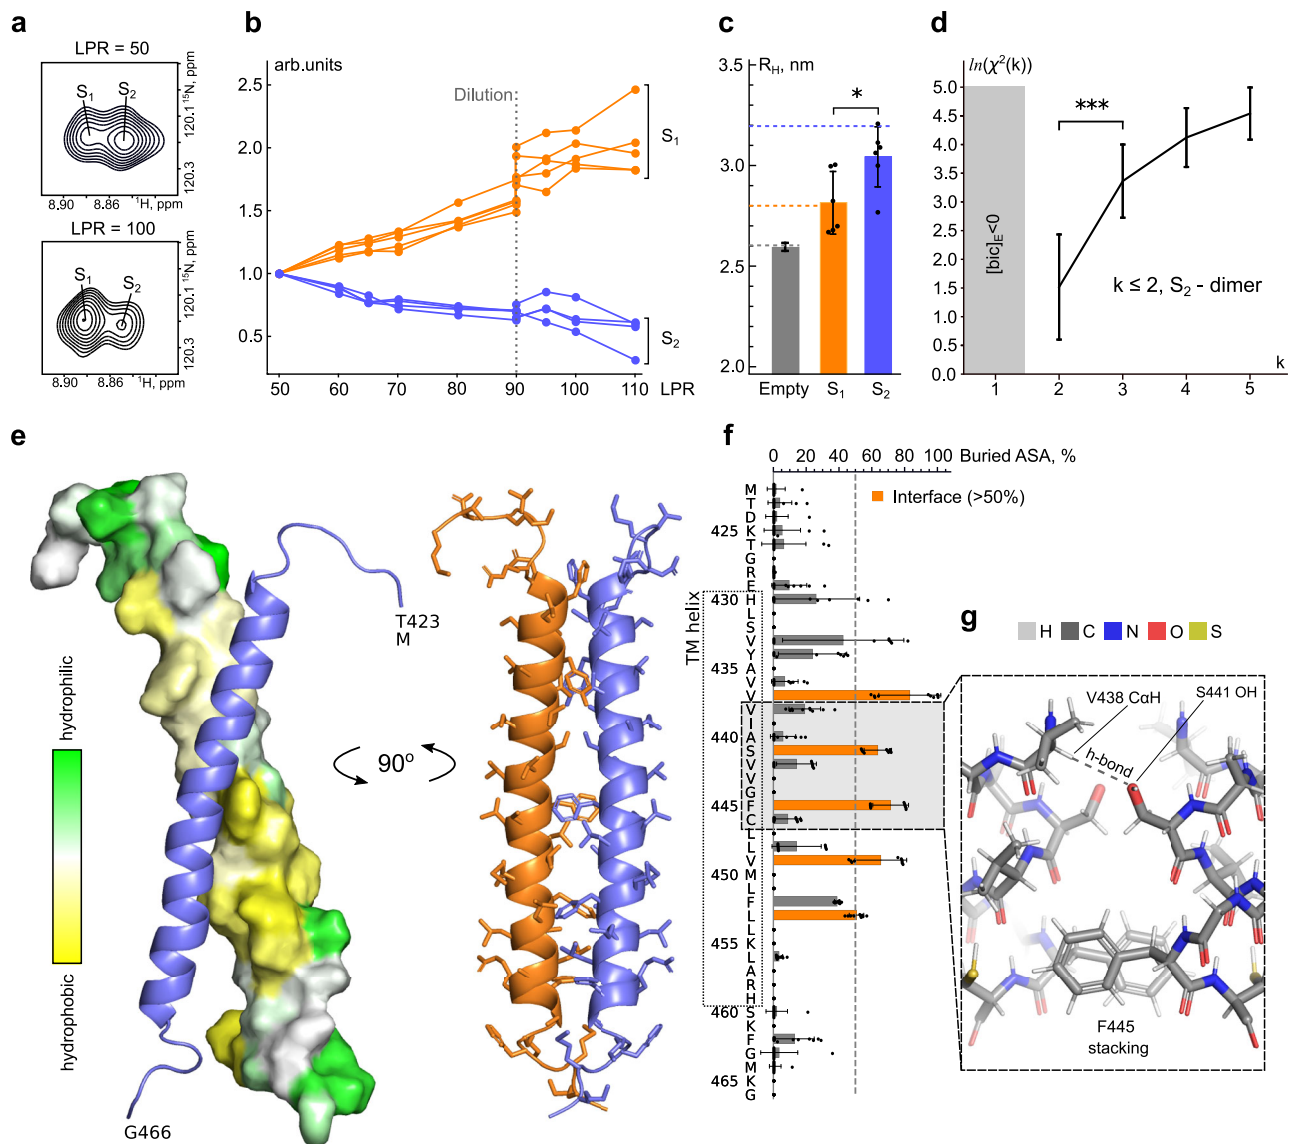 a
LPR = 50
S1
S2
120.1 ¹⁵N, ppm
120.3
8.90 8.86 ¹H, ppm
LPR = 100
S1
S2
120.1 ¹⁵N, ppm
120.3
8.90 8.86 ¹H, ppm
b
arb.units
2.5
2.0
1.5
1.0
0.5
Dilution
S1
S2
50 60 70 80 90 100 110 LPR
c
RH, nm
3.5
3.0
2.5
2.0
*
Empty S1 S2
d
ln(χ²(k))
5.0
4.5
4.0
3.5
3.0
2.5
2.0
1.5
1.0
0.5
0.0
[bic]E<0
***
k ≤ 2, S2 - dimer
k
1 2 3 4 5
e
hydrophilic
hydrophobic
T423
M
G466
90°
f
0 20 40 60 80 100 Buried ASA, %
Interface (>50%)
TM helix
M
T
D
425 K
T
G
R
E
430 H
L
S
V
Y
435 A
V
V
V
I
440 A
S
V
V
G
445 F
C
L
L
V
450 M
L
F
L
L
455 K
L
A
R
H
460 S
K
F
G
M
465 K
G
g
H C N O S
V438 CαH
S441 OH
h-bond
F445
stacking